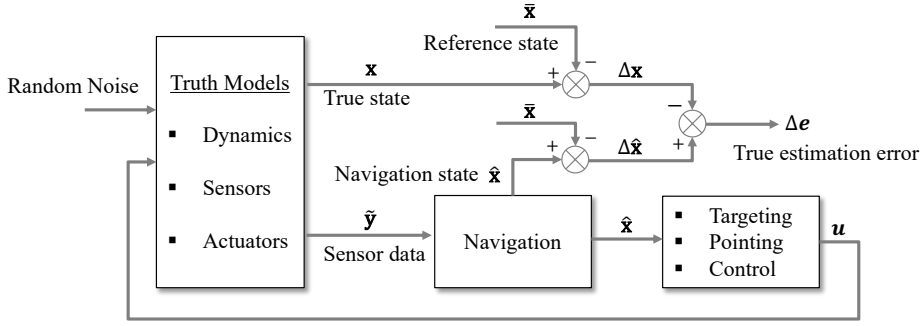 x̄
Reference state
−
x
+
Δx
Truth Models
True state
Random Noise
−
x̄
Δe
▪ Dynamics
−
+
Δx̂
+
True estimation error
Navigation state
x̂
▪ Sensors
ỹ
▪ Targeting
x̂
u
▪ Actuators
Navigation
▪ Pointing
Sensor data
▪ Control